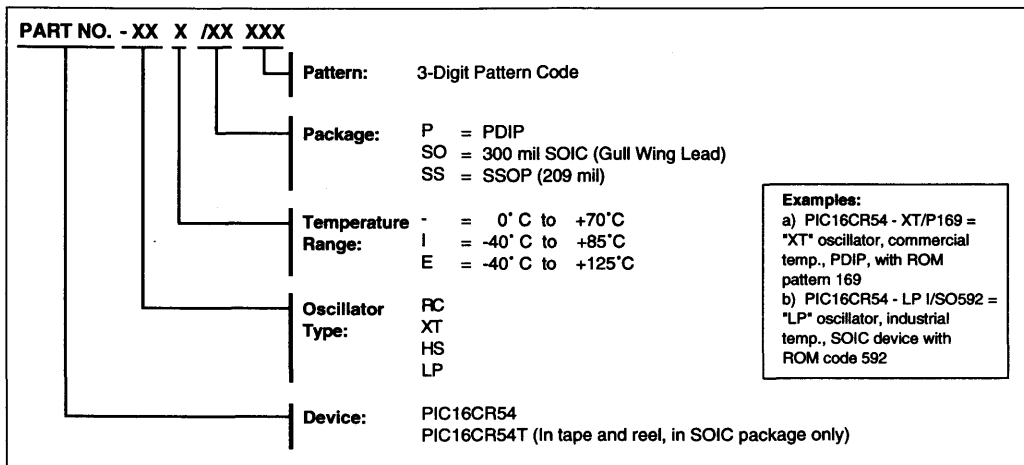 PART NO. - XX X /XX XXX
Pattern: 3-Digit Pattern Code
Package: P = PDIP
SO = 300 mil SOIC (Gull Wing Lead)
SS = SSOP (209 mil)
Temperature Range: - = 0° C to +70°C
I = -40° C to +85°C
E = -40° C to +125°C
Oscillator Type: RC
XT
HS
LP
Device: PIC16CR54
PIC16CR54T (In tape and reel, in SOIC package only)
Examples:
a) PIC16CR54 - XT/P169 =
"XT" oscillator, commercial
temp., PDIP, with ROM
pattern 169
b) PIC16CR54 - LP I/SO592 =
"LP" oscillator, industrial
temp., SOIC device with
ROM code 592